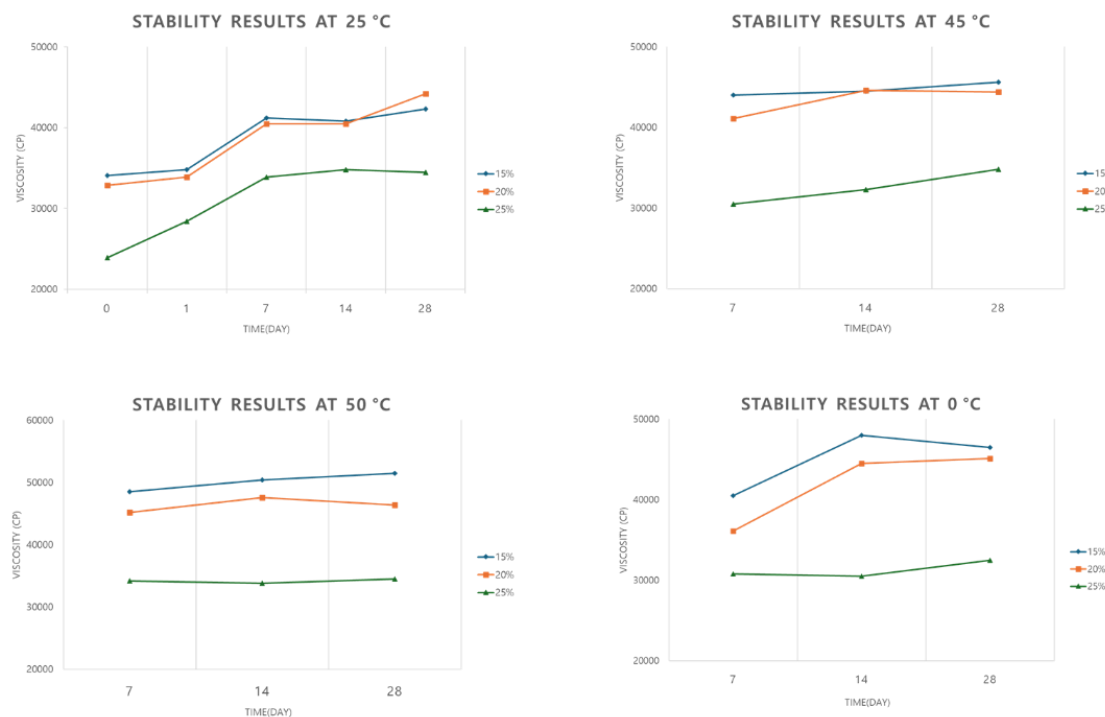 STABILITY RESULTS AT 25 °C
50000
40000
30000
20000
VISCOSITY (CP)
0 1 7 14 28
TIME(DAY)
15%
20%
25%
STABILITY RESULTS AT 45 °C
50000
40000
30000
20000
VISCOSITY (CP)
7 14 28
TIME(DAY)
15
20
25
STABILITY RESULTS AT 50 °C
60000
50000
40000
30000
20000
VISCOSITY (CP)
7 14 28
TIME(DAY)
15%
20%
25%
STABILITY RESULTS AT 0 °C
50000
40000
30000
20000
VISCOSITY (CP)
7 14 28
TIME(DAY)
15%
20%
25%